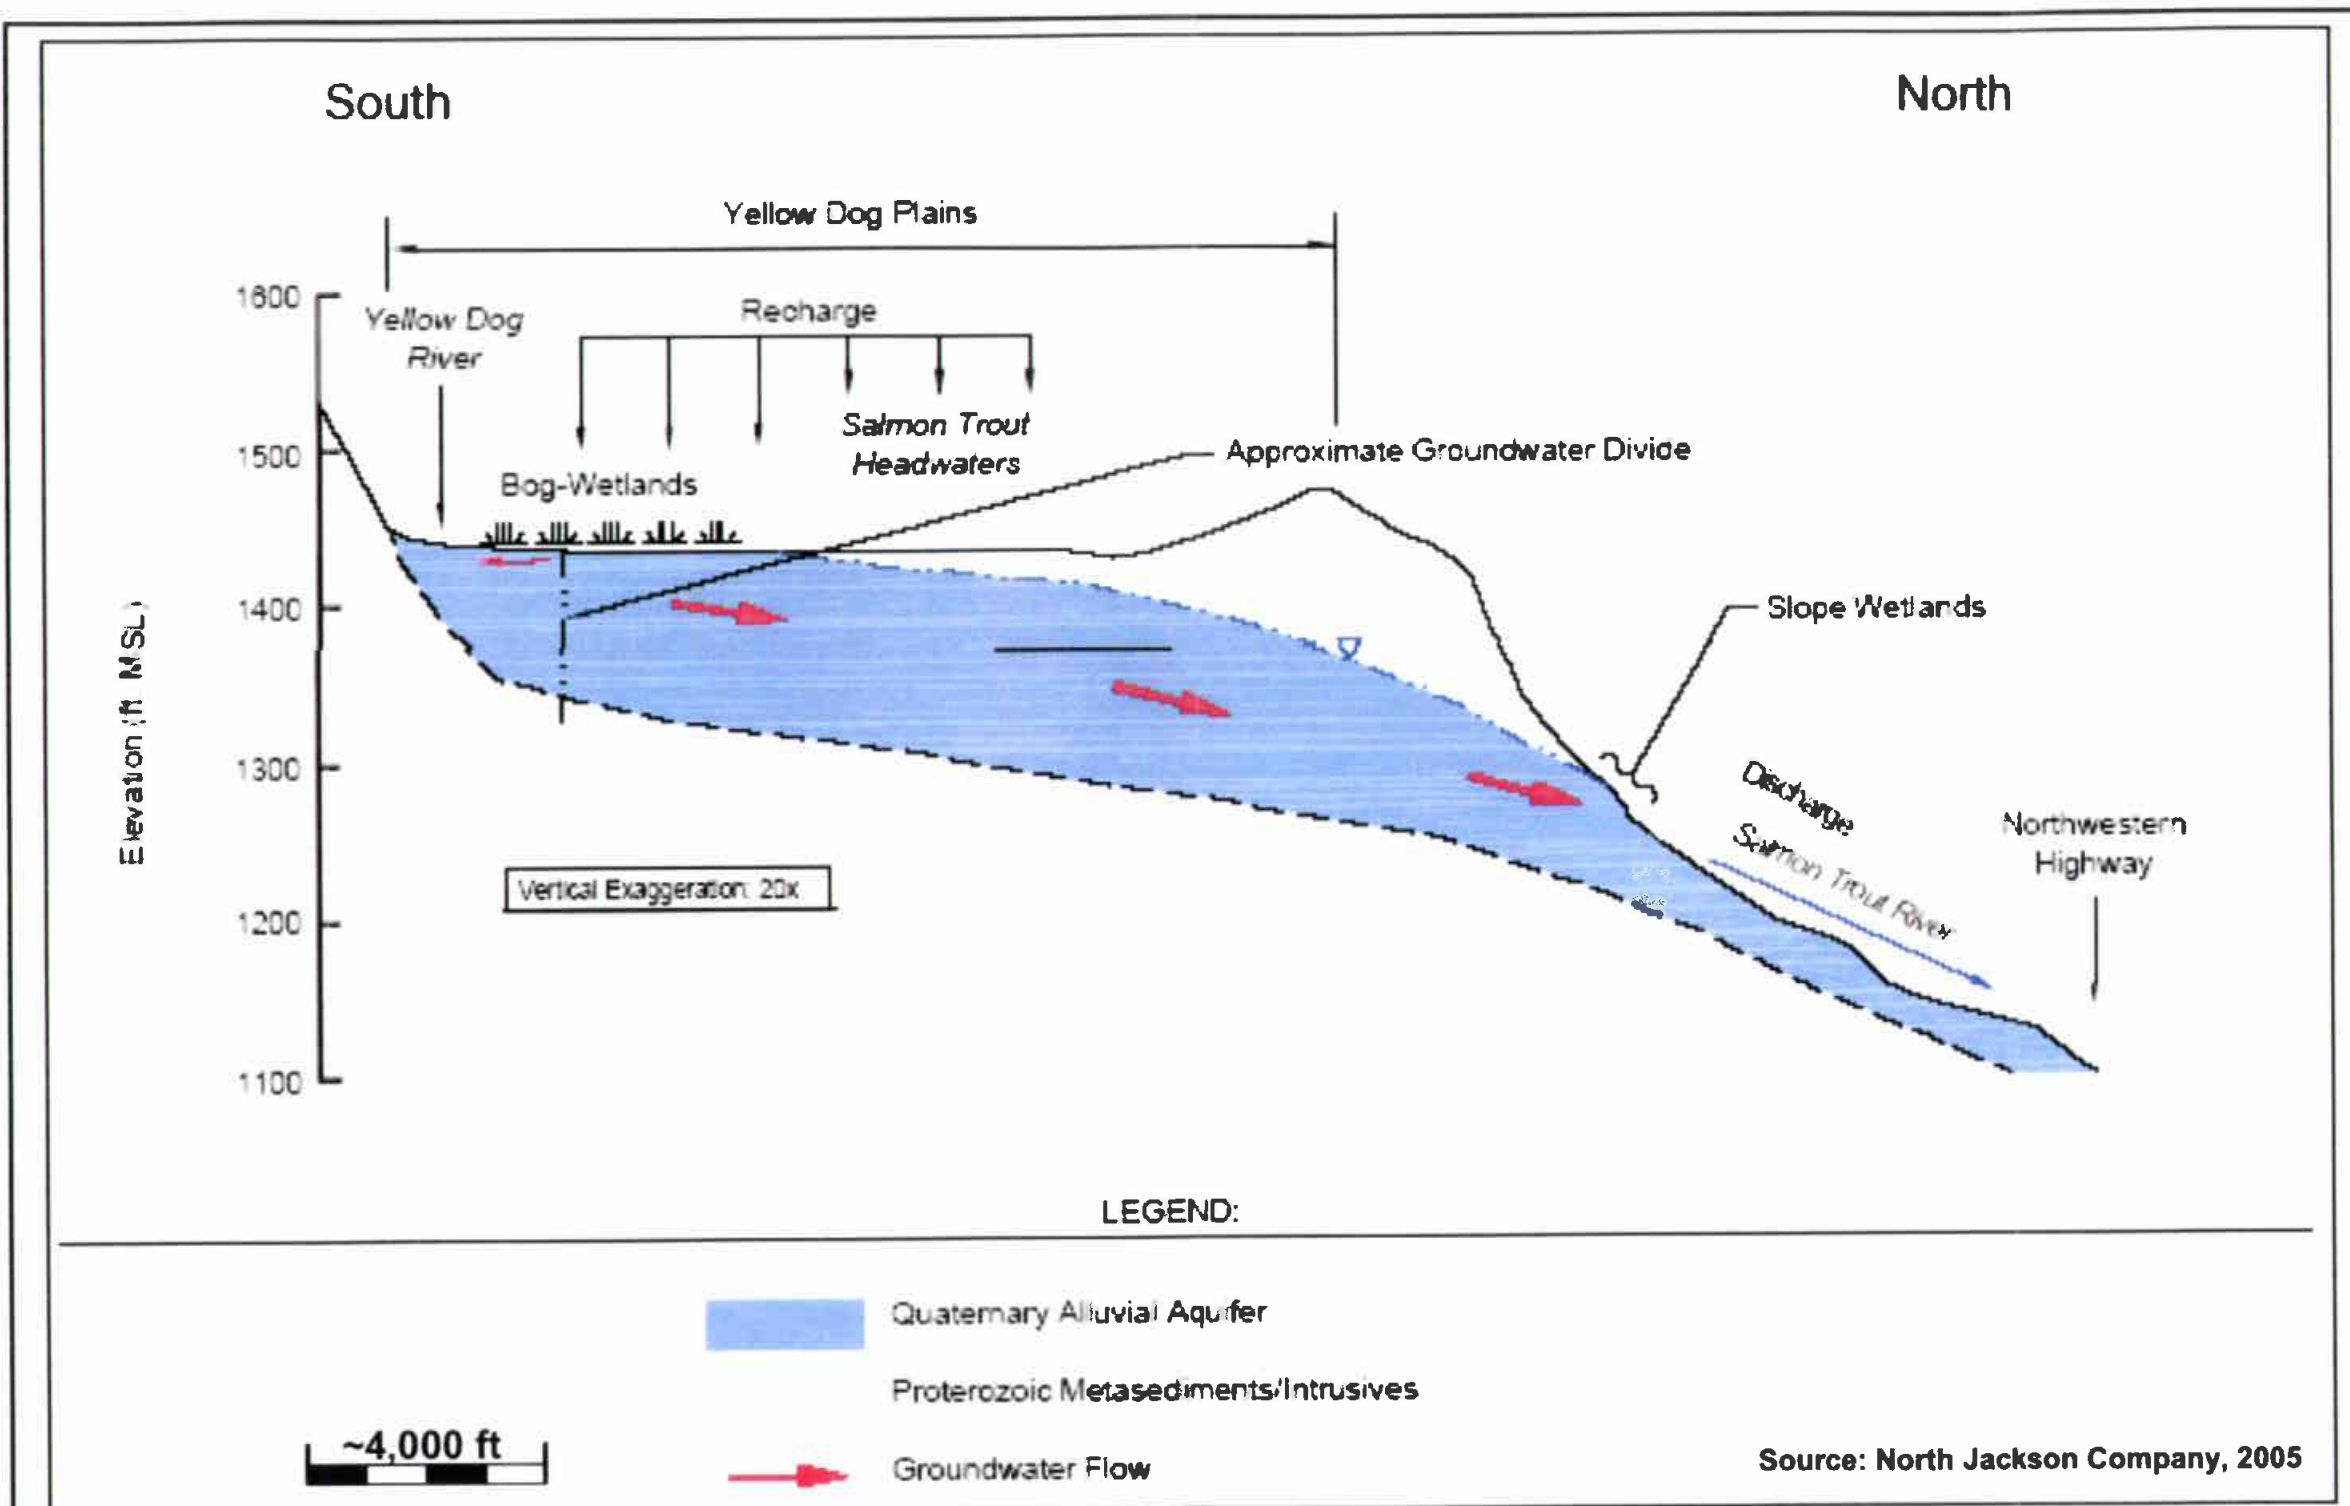 South
North
Yellow Dog Plains
1600
Yellow Dog
River
Recharge
Salmon Trout
Headwaters
1500
Approximate Groundwater Divide
Bog-Wetlands
1400
Slope Wetlands
Elevation (ft MSL)
1300
Discharge
Salmon Trout River
Northwestern
Highway
Vertical Exaggeration: 20x
1200
1100
LEGEND:
Quaternary Alluvial Aquifer
Proterozoic Metasediments/Intrusives
~4,000 ft
Groundwater Flow
Source: North Jackson Company, 2005